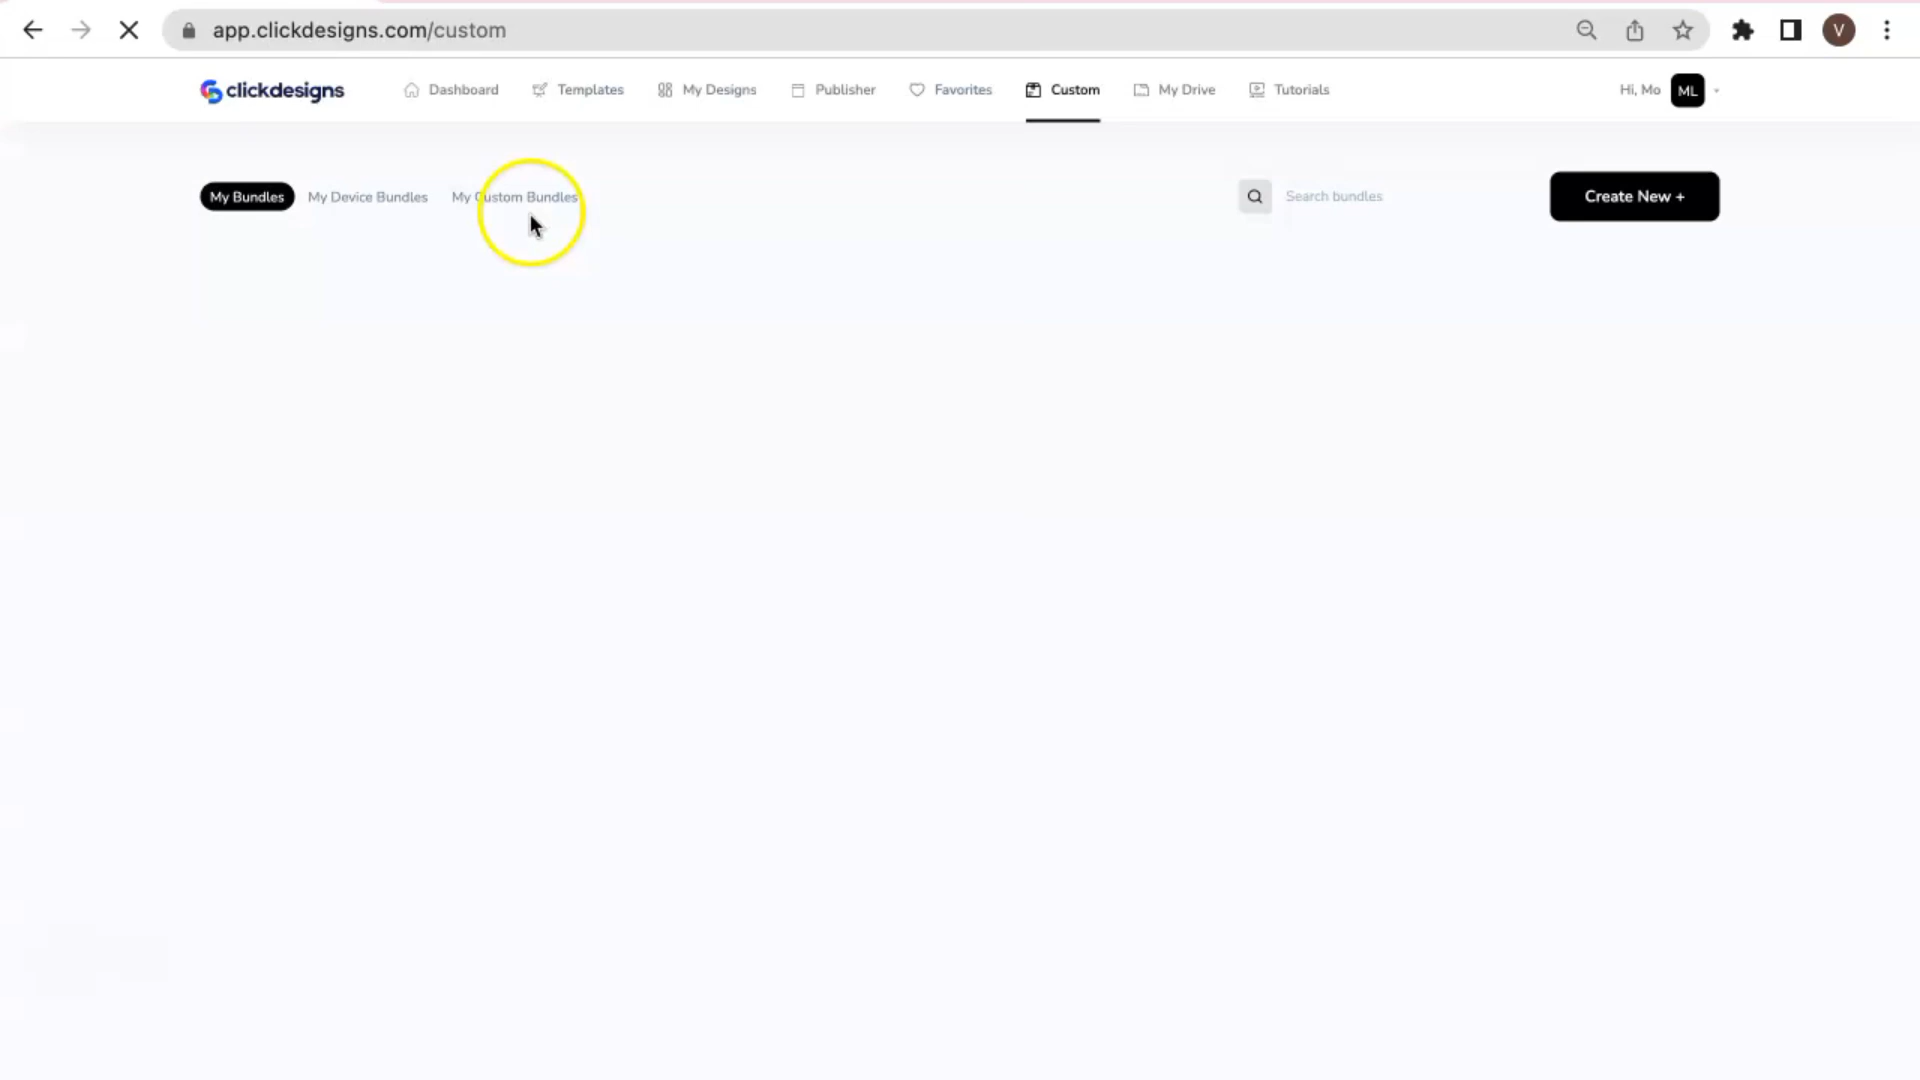 app.clickdesigns.com/custom
V
clickdesigns
Dashboard
Templates
My Designs
Publisher
Favorites
Custom
My Drive
Tutorials
Hi, Mo
ML
My Bundles
My Device Bundles
My Custom Bundles
Search bundles
Create New +